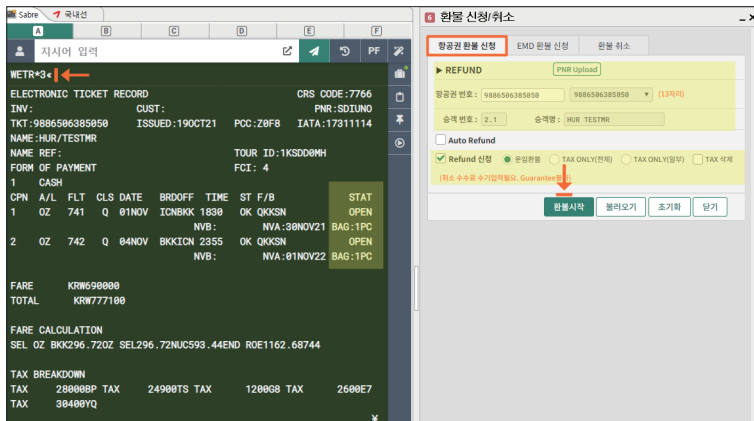 Sabre 국내선
A B C D E F
지시어 입력 PF
WETR*3«
ELECTRONIC TICKET RECORD CRS CODE:7766
INV: CUST: PNR:SDIUNO
TKT:9886506385050 ISSUED:19OCT21 PCC:Z0F8 IATA:17311114
NAME:HUR/TESTMR
NAME REF: TOUR ID:1KSDD0MH
FORM OF PAYMENT FCI: 4
1 CASH
CPN A/L FLT CLS DATE BRDOFF TIME ST F/B STAT
1 OZ 741 Q 01NOV ICNBKK 1830 OK QKKSN OPEN
NVB: NVA:30NOV21 BAG:1PC
2 OZ 742 Q 04NOV BKKICN 2355 OK QKKSN OPEN
NVB: NVA:01NOV22 BAG:1PC
FARE KRW690000
TOTAL KRW777100
FARE CALCULATION
SEL OZ BKK296.72OZ SEL296.72NUC593.44END ROE1162.68744
TAX BREAKDOWN
TAX 28000BP TAX 24900TS TAX 1200G8 TAX 2600E7
TAX 30400YQ
¥
6 환불 신청/취소
항공권 환불 신청 EMD 환불 신청 환불 취소
▶ REFUND PNR Upload
항공권 번호 : 9886506385050 9886506385050 (13자리)
승객 번호 : 2.1 승객명 : HUR TESTMR
Auto Refund
Refund 신청 운임환불 TAX ONLY(전체) TAX ONLY(일부) TAX 삭제
(취소 수수료 수기입력필요, Guarantee불가)
환불시작 불러오기 초기화 닫기